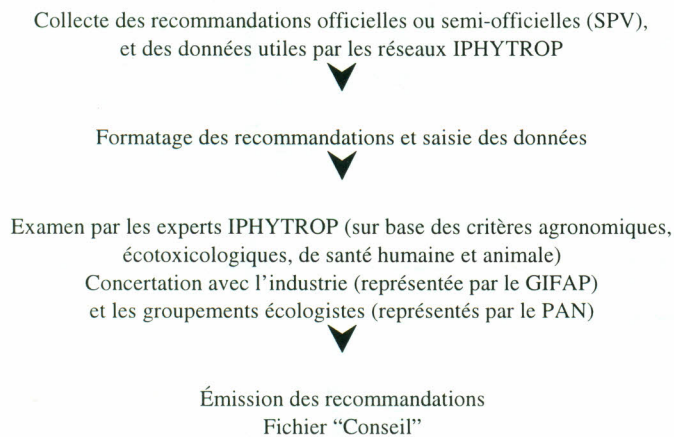 Collecte des recommandations officielles ou semi-officielles (SPV),
et des données utiles par les réseaux IPHYTROP
Formatage des recommandations et saisie des données
Examen par les experts IPHYTROP (sur base des critères agronomiques,
écotoxicologiques, de santé humaine et animale)
Concertation avec l'industrie (représentée par le GIFAP)
et les groupements écologistes (représentés par le PAN)
Émission des recommandations
Fichier “Conseil”